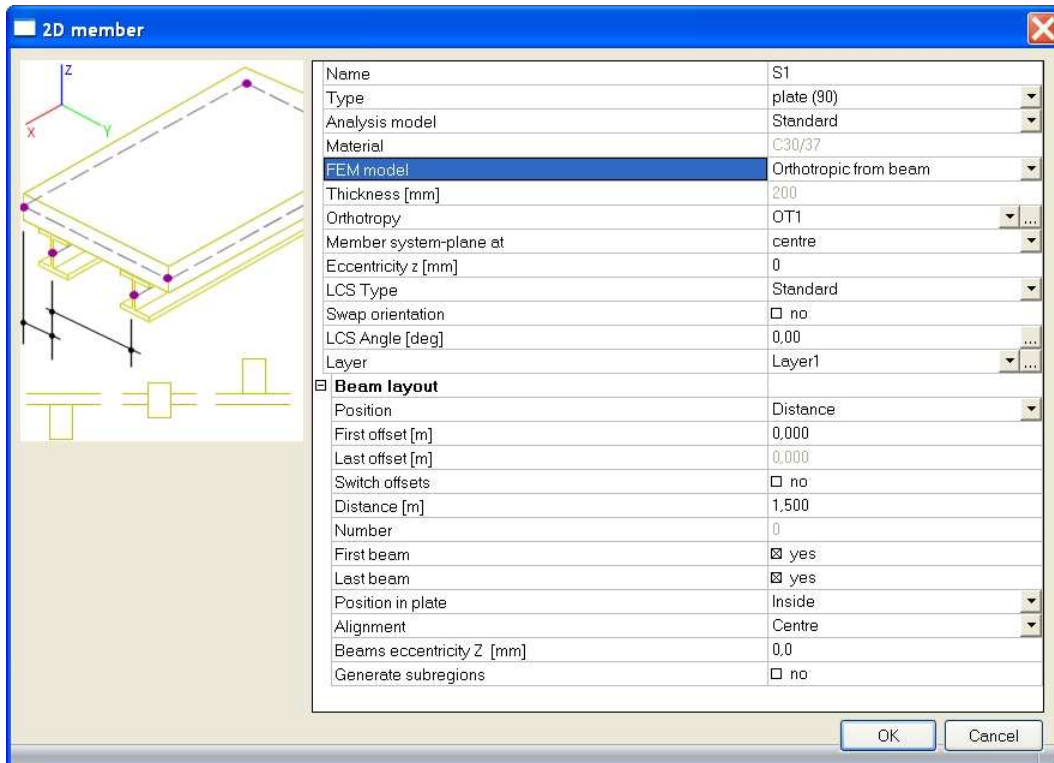 2D member
Z
X
Y
Name S1
Type plate (90)
Analysis model Standard
Material C30/37
FEM model Orthotropic from beam
Thickness [mm] 200
Orthotropy OT1 ...
Member system-plane at centre
Eccentricity z [mm] 0
LCS Type Standard
Swap orientation no
LCS Angle [deg] 0,00 ...
Layer Layer1 ...
Beam layout
Position Distance
First offset [m] 0,000
Last offset [m] 0,000
Switch offsets no
Distance [m] 1,500
Number 0
First beam yes
Last beam yes
Position in plate Inside
Alignment Centre
Beams eccentricity Z [mm] 0,0
Generate subregions no
OK Cancel